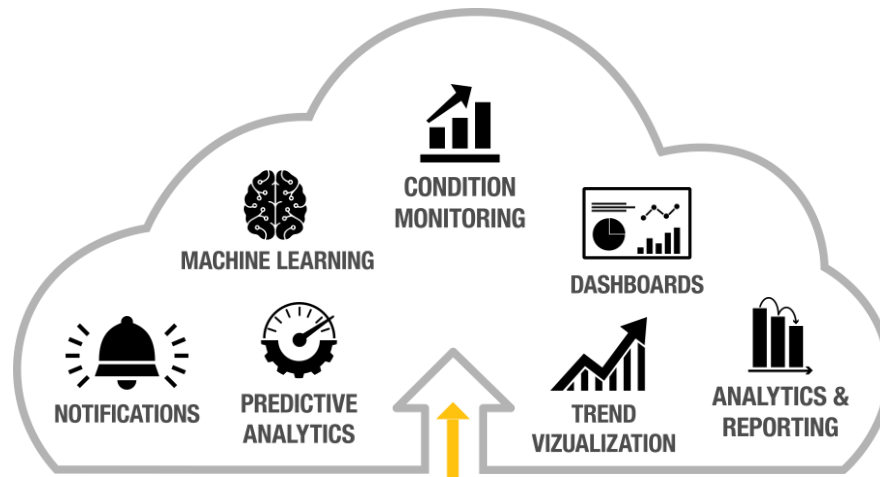 CONDITION
MONITORING
MACHINE LEARNING
DASHBOARDS
NOTIFICATIONS
PREDICTIVE
ANALYTICS
TREND
VIZUALIZATION
ANALYTICS &
REPORTING